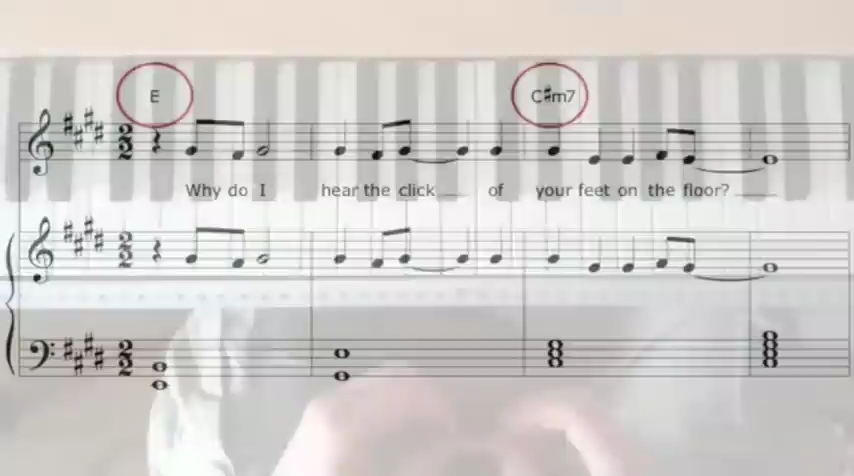 E C♯m7
Why do I hear the click of your feet on the floor?